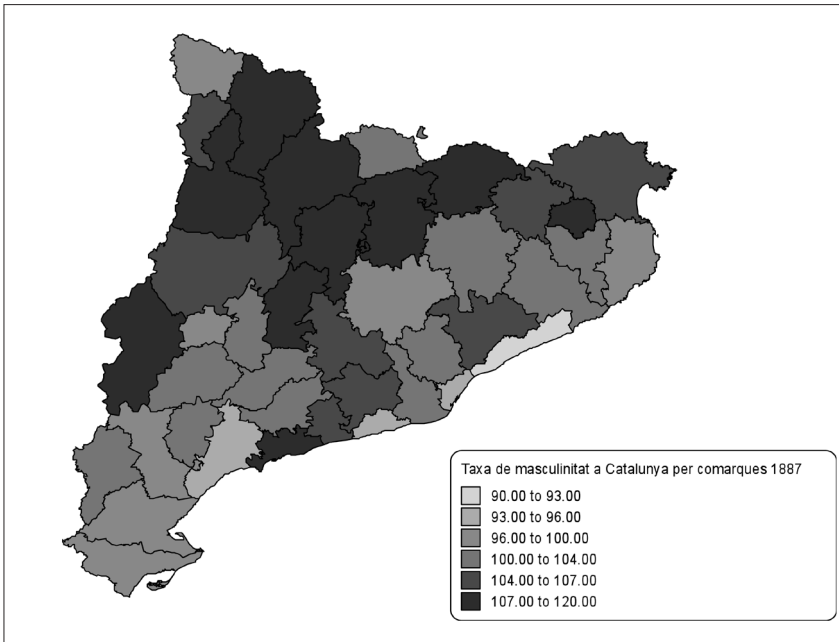 Taxa de masculinitat a Catalunya per comarques 1887
90.00 to 93.00
93.00 to 96.00
96.00 to 100.00
100.00 to 104.00
104.00 to 107.00
107.00 to 120.00